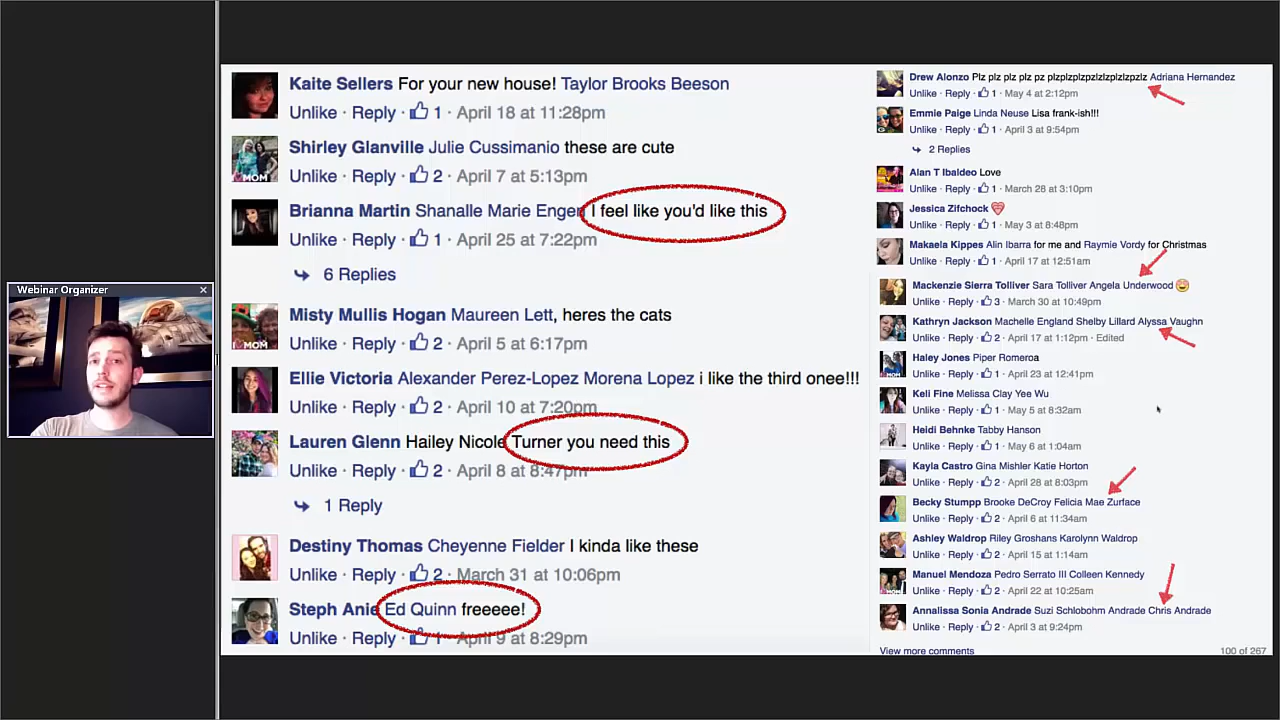 Webinar Organizer
Kaite Sellers For your new house! Taylor Brooks Beeson
Unlike · Reply · 1 · April 18 at 11:28pm
Shirley Glanville Julie Cussimanio these are cute
Unlike · Reply · 2 · April 7 at 5:13pm
Brianna Martin Shanalle Marie Enger I feel like you'd like this
Unlike · Reply · 1 · April 25 at 7:22pm
6 Replies
Misty Mullis Hogan Maureen Lett, heres the cats
Unlike · Reply · 2 · April 5 at 6:17pm
Ellie Victoria Alexander Perez-Lopez Morena Lopez i like the third onee!!!
Unlike · Reply · 2 · April 10 at 7:20pm
Lauren Glenn Hailey Nicole Turner you need this
Unlike · Reply · 2 · April 8 at 8:47pm
1 Reply
Destiny Thomas Cheyenne Fielder I kinda like these
Unlike · Reply · 2 · March 31 at 10:06pm
Steph Anie Ed Quinn freeeee!
Unlike · Reply · 1 · April 9 at 8:29pm
Drew Alonzo Plz plz plz plz pz plzplzplzpzlzlplzlzpzlz Adriana Hernandez
Unlike · Reply · 1 · May 4 at 2:12pm
Emmie Paige Linda Neuse Lisa frank-ish!!!
Unlike · Reply · 1 · April 3 at 9:54pm
2 Replies
Alan T Ibaldeo Love
Unlike · Reply · 1 · March 28 at 3:10pm
Jessica Zifchock
Unlike · Reply · 1 · May 3 at 8:48pm
Makaela Kippes Alin Ibarra for me and Raymie Vordy for Christmas
Unlike · Reply · 1 · April 17 at 12:51am
Mackenzie Sierra Tolliver Sara Tolliver Angela Underwood
Unlike · Reply · 3 · March 30 at 10:49pm
Kathryn Jackson Machelle England Shelby Lillard Alyssa Vaughn
Unlike · Reply · 2 · April 17 at 1:12pm · Edited
Haley Jones Piper Romeroa
Unlike · Reply · 1 · April 23 at 12:41pm
Keli Fine Melissa Clay Yee Wu
Unlike · Reply · 1 · May 5 at 8:32am
Heidi Behnke Tabby Hanson
Unlike · Reply · 1 · May 6 at 1:04am
Kayla Castro Gina Mishler Katie Horton
Unlike · Reply · 2 · April 28 at 8:03pm
Becky Stumpp Brooke DeCroy Felicia Mae Zurface
Unlike · Reply · 2 · April 6 at 11:34am
Ashley Waldrop Riley Groshans Karolynn Waldrop
Unlike · Reply · 2 · April 15 at 1:14am
Manuel Mendoza Pedro Serrato III Colleen Kennedy
Unlike · Reply · 2 · April 22 at 10:25am
Annalissa Sonia Andrade Suzi Schlobohm Andrade Chris Andrade
Unlike · Reply · 2 · April 3 at 9:24pm
View more comments 100 of 267